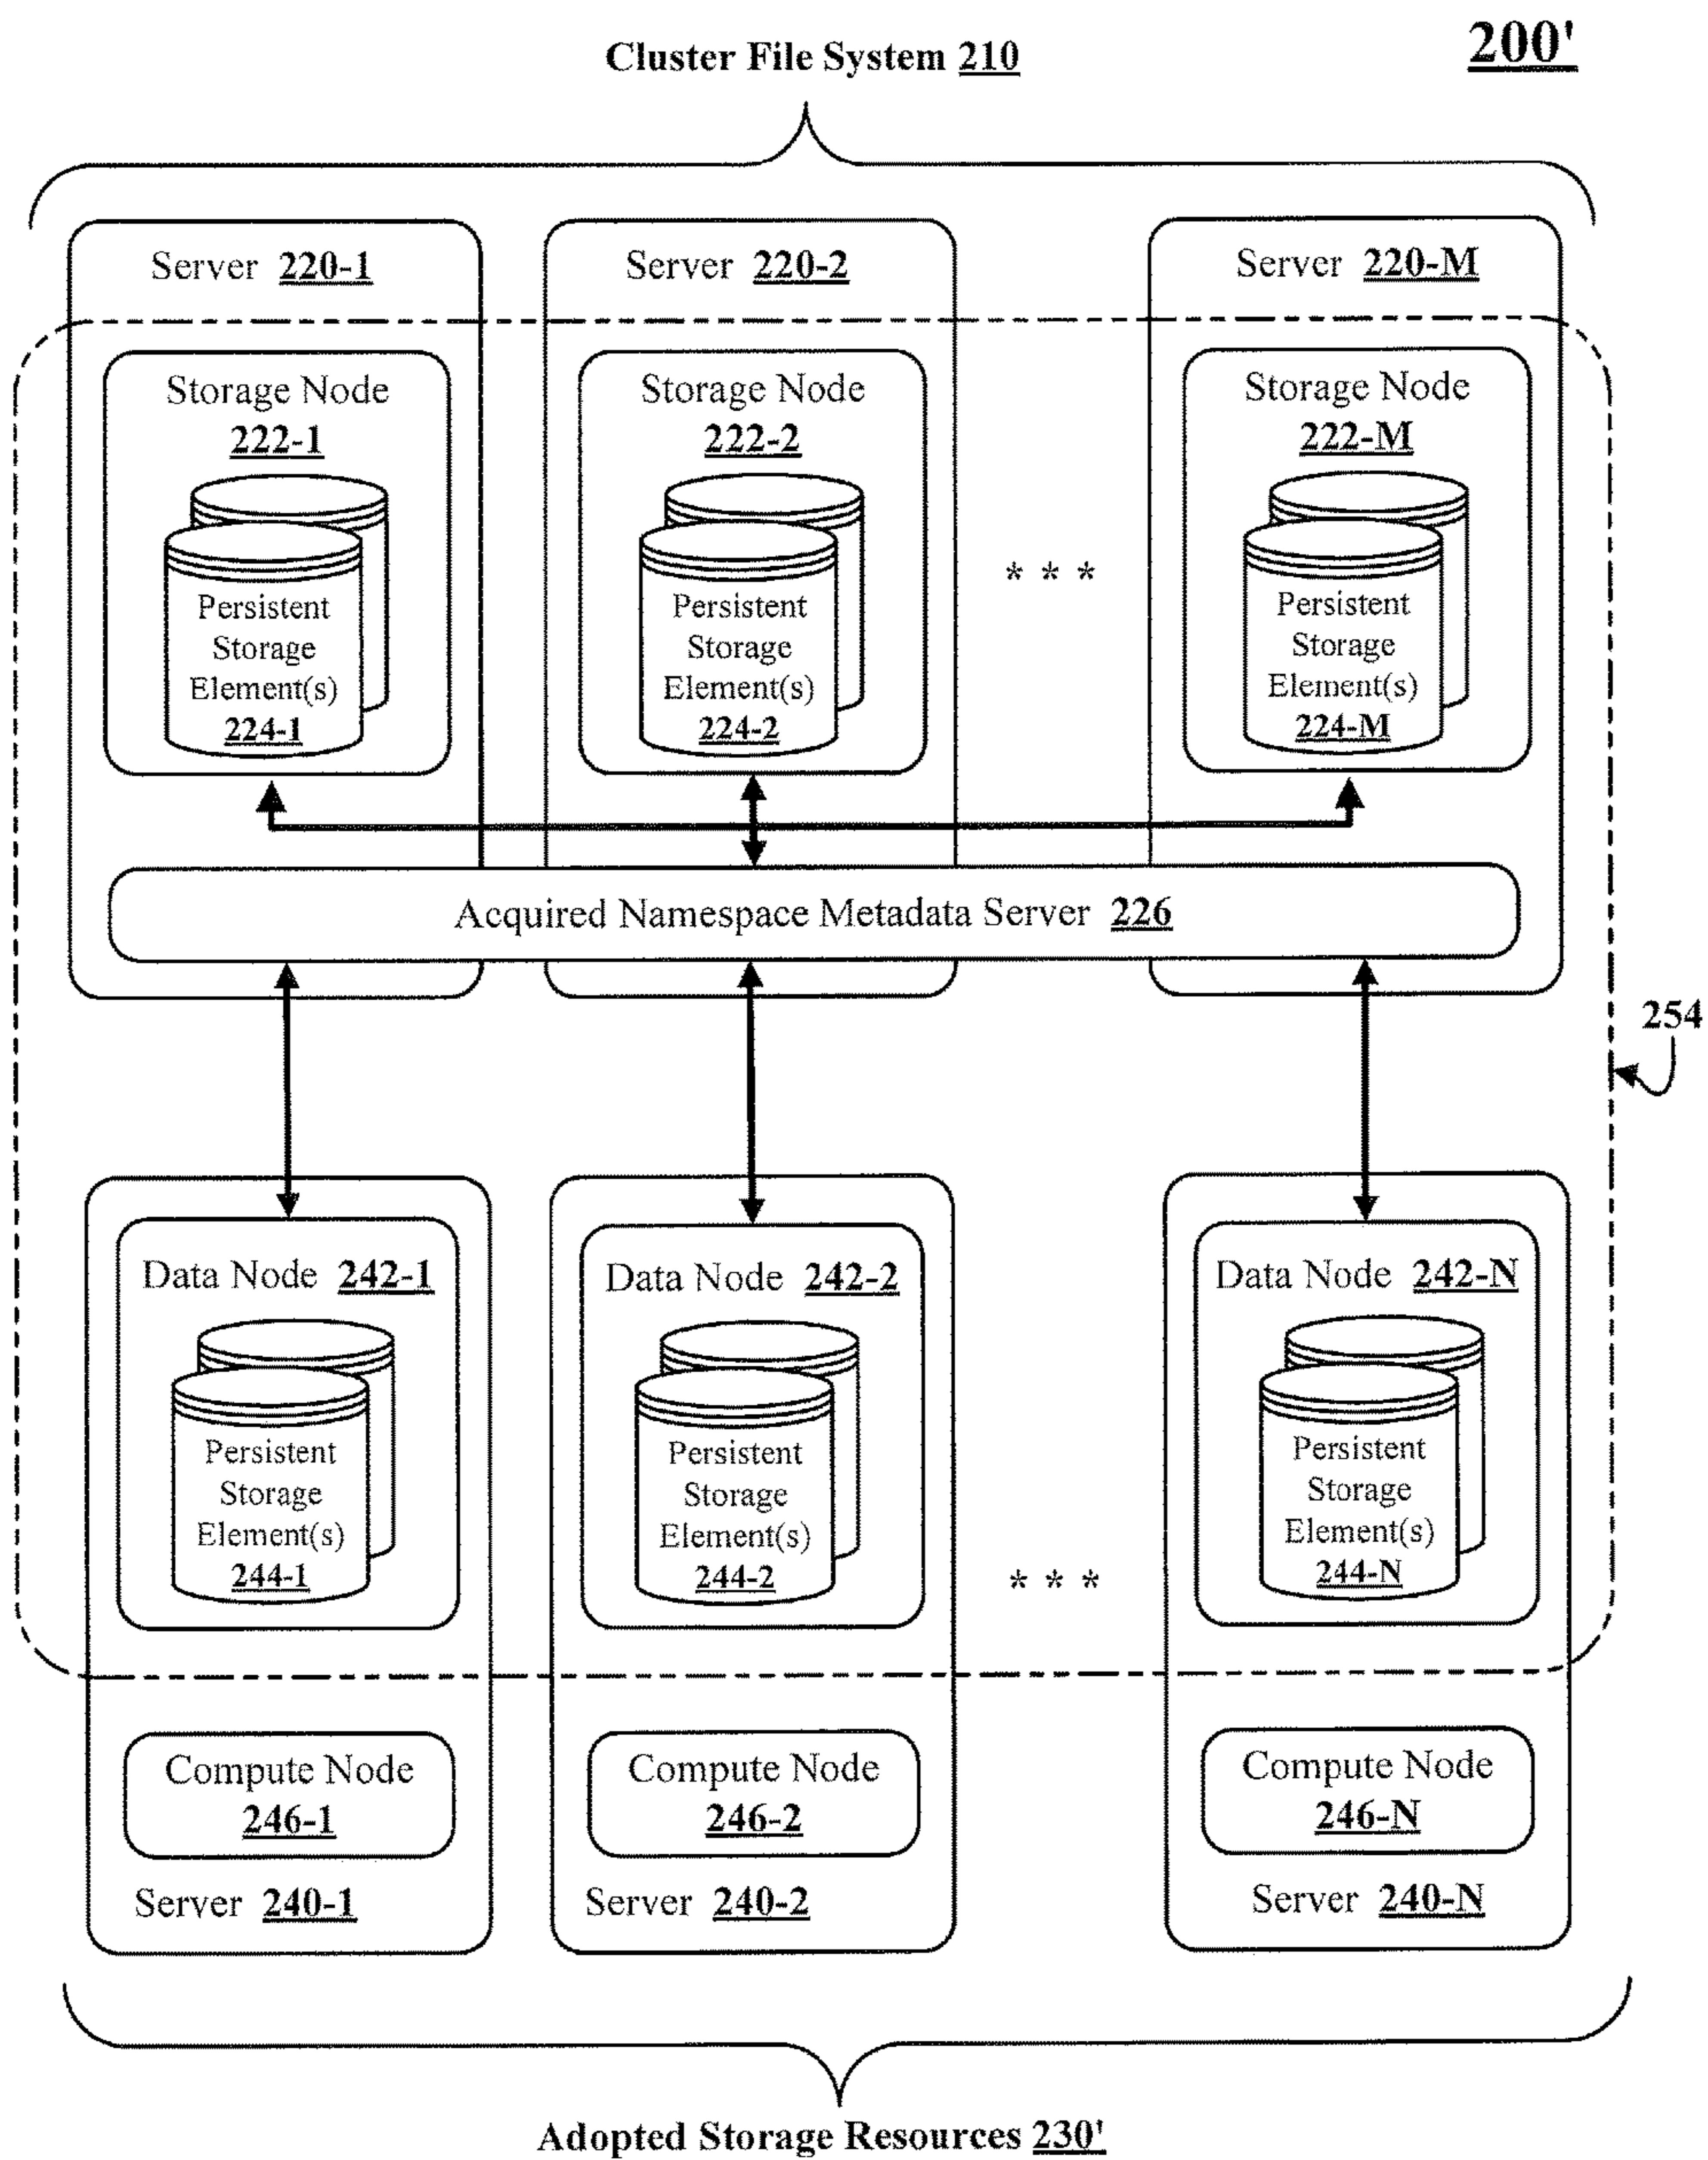 200'
Cluster File System 210
Server 220-1
Server 220-2
Server 220-M
Storage Node
222-1
Storage Node
222-2
Storage Node
222-M
Persistent
Storage
Element(s)
224-1
Persistent
Storage
Element(s)
224-2
* * *
Persistent
Storage
Element(s)
224-M
Acquired Namespace Metadata Server 226
254
Data Node 242-1
Data Node 242-2
Data Node 242-N
Persistent
Storage
Element(s)
244-1
Persistent
Storage
Element(s)
244-2
* * *
Persistent
Storage
Element(s)
244-N
Compute Node
246-1
Compute Node
246-2
Compute Node
246-N
Server 240-1
Server 240-2
Server 240-N
Adopted Storage Resources 230'